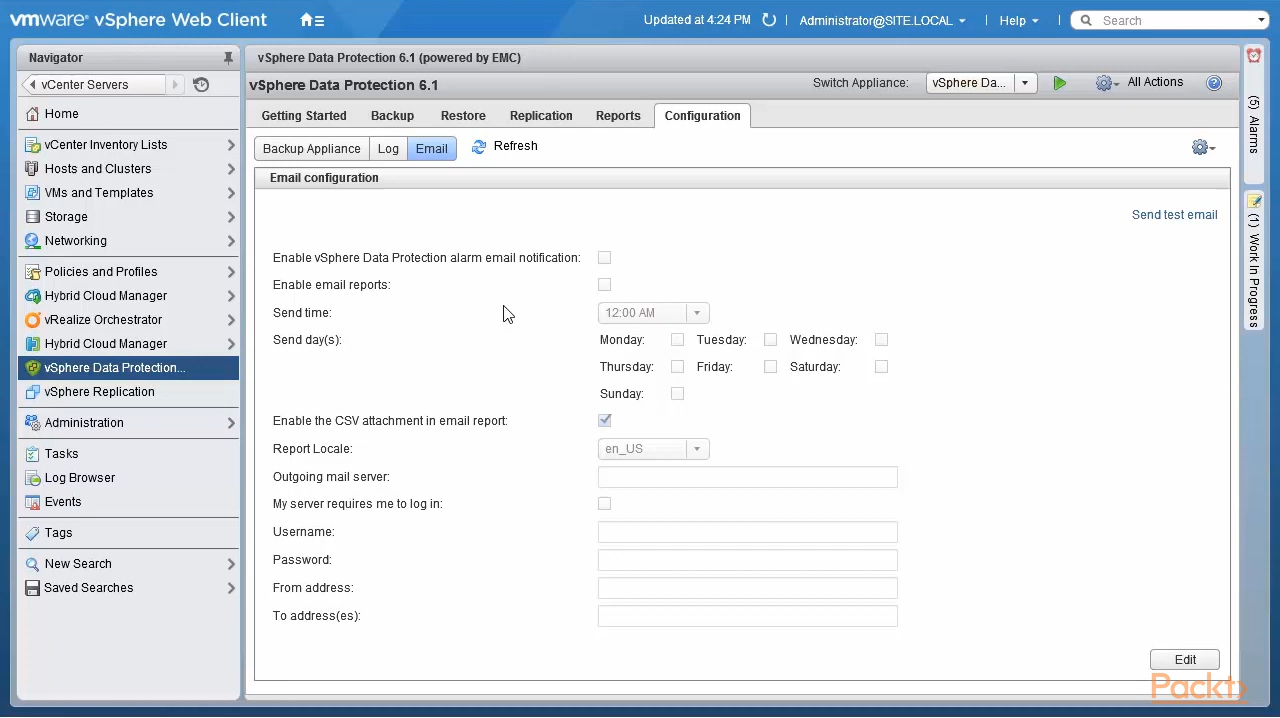 vmware® vSphere Web Client
Updated at 4:24 PM
Administrator@SITE.LOCAL
Help
Search
Navigator
vCenter Servers
Home
vCenter Inventory Lists
Hosts and Clusters
VMs and Templates
Storage
Networking
Policies and Profiles
Hybrid Cloud Manager
vRealize Orchestrator
Hybrid Cloud Manager
vSphere Data Protection...
vSphere Replication
Administration
Tasks
Log Browser
Events
Tags
New Search
Saved Searches
vSphere Data Protection 6.1 (powered by EMC)
vSphere Data Protection 6.1
Switch Appliance:
vSphere Da...
All Actions
Getting Started
Backup
Restore
Replication
Reports
Configuration
Backup Appliance
Log
Email
Refresh
Email configuration
Send test email
Enable vSphere Data Protection alarm email notification:
Enable email reports:
Send time:
12:00 AM
Send day(s):
Monday: Tuesday: Wednesday:
Thursday: Friday: Saturday:
Sunday:
Enable the CSV attachment in email report:
Report Locale:
en_US
Outgoing mail server:
My server requires me to log in:
Username:
Password:
From address:
To address(es):
Edit
(5) Alarms
(1) Work In Progress
Packt